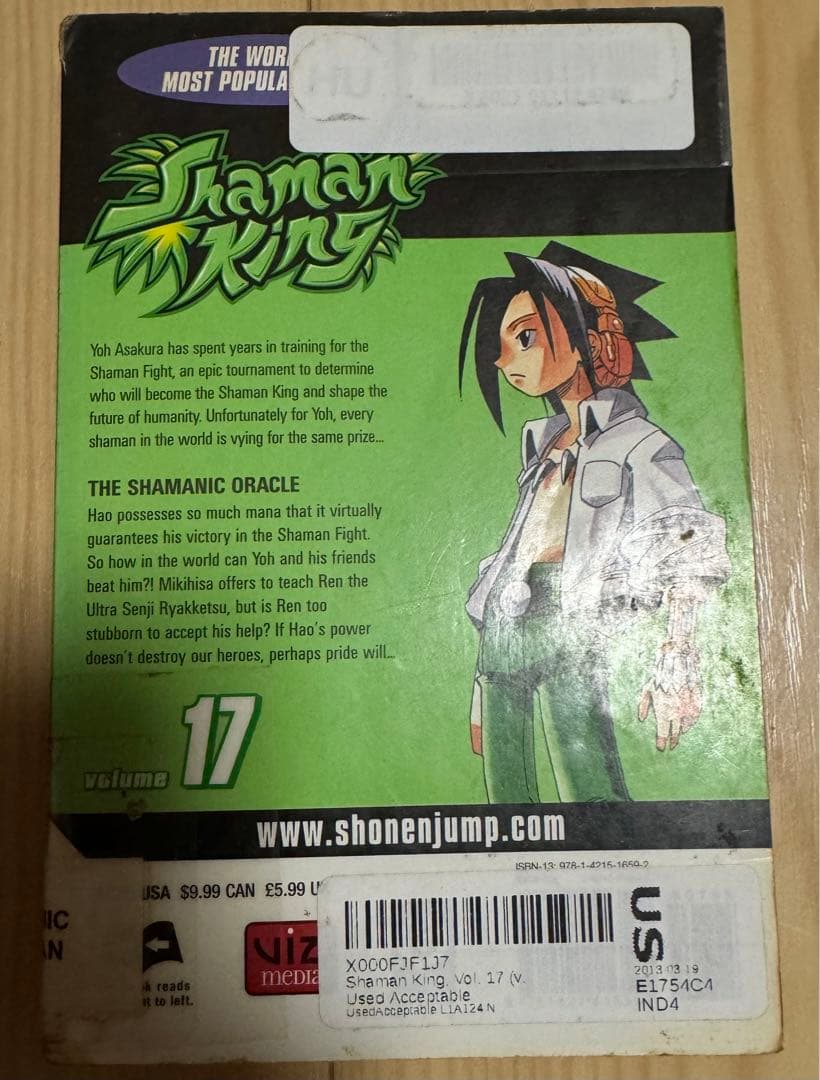 THE WOR
MOST POPULA
Shaman
King
Yoh Asakura has spent years in training for the
Shaman Fight, an epic tournament to determine
who will become the Shaman King and shape the
future of humanity. Unfortunately for Yoh, every
shaman in the world is vying for the same prize...
THE SHAMANIC ORACLE
Hao possesses so much mana that it virtually
guarantees his victory in the Shaman Fight.
So how in the world can Yoh and his friends
beat him?! Mikihisa offers to teach Ren the
Ultra Senji Ryakketsu, but is Ren too
stubborn to accept his help? If Hao's power
doesn't destroy our heroes, perhaps pride will...
volume 17
www.shonenjump.com
ISBN-13: 978-1-4215-1659-2
USA $9.99 CAN £5.99 U
IC
AN
k reads
t to left.
VIZ
MEDIA
X000FJF1J7
Shaman King, Vol. 17 (v.
Used Acceptable
UsedAcceptable L1A124 N
sn
2013 03 19
E1754C4
IND4